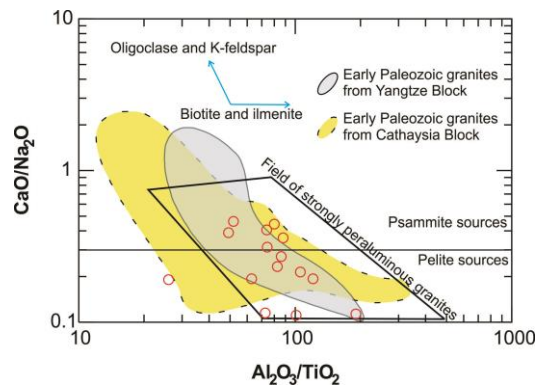 10
Oligoclase and K-feldspar
Biotite and ilmenite
Early Paleozoic granites
from Yangtze Block
Early Paleozoic granites
from Cathaysia Block
CaO/Na₂O
1
Field of strongly peraluminous granites
Psammite sources
Pelite sources
0.1
10
100
1000
Al₂O₃/TiO₂